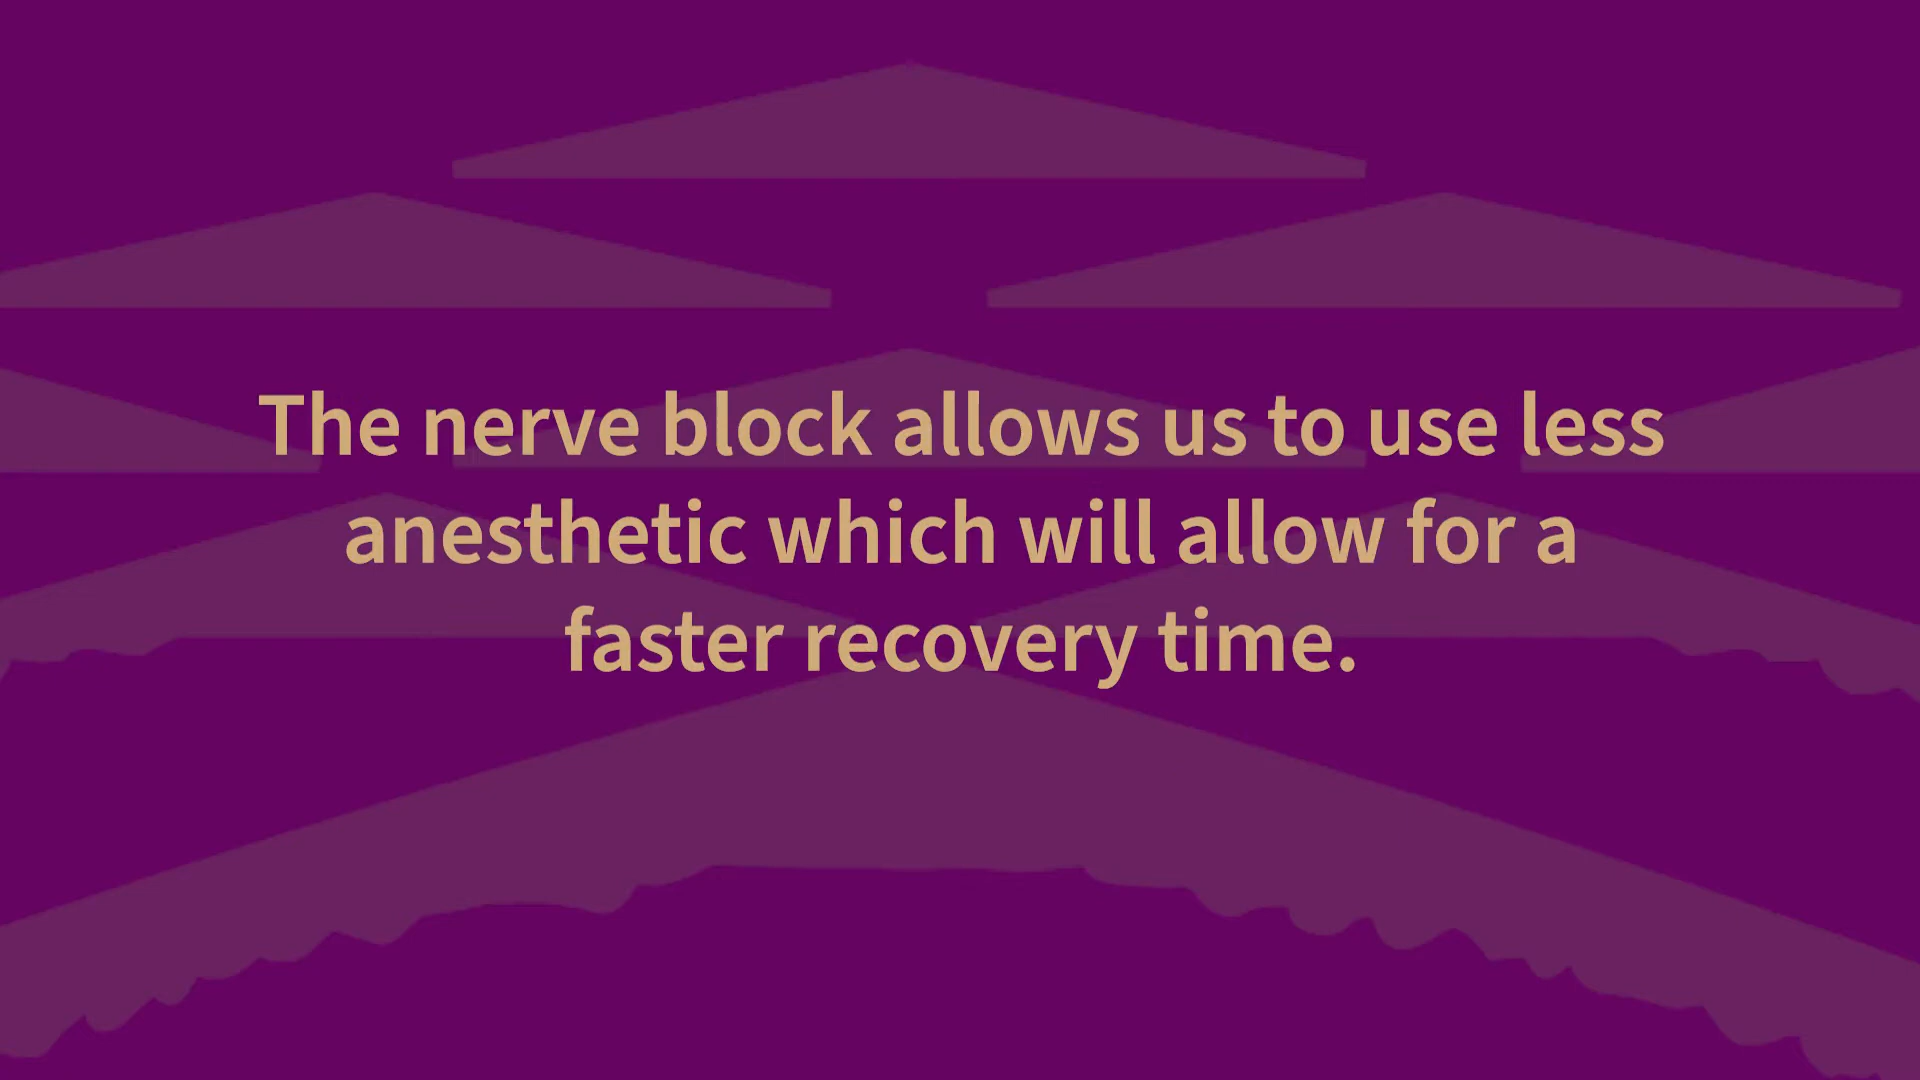 The nerve block allows us to use less
anesthetic which will allow for a
faster recovery time.